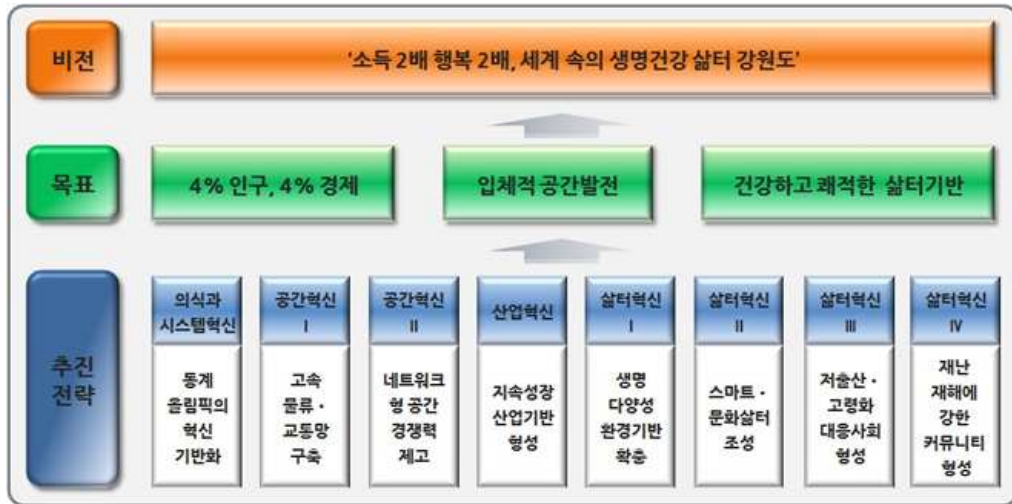 비전
'소득 2배 행복 2배, 세계 속의 생명건강 삶터 강원도'
목표
4% 인구, 4% 경제
입체적 공간발전
건강하고 쾌적한 삶터기반
추진
전략
의식과
시스템혁신
동계
올림픽의
혁신
기반화
공간혁신
I
고속
물류·
교통망
구축
공간혁신
II
네트워크
형 공간
경쟁력
제고
산업혁신
지속성장
산업기반
형성
삶터혁신
I
생명
다양성
환경기반
확충
삶터혁신
II
스마트·
문화삶터
조성
삶터혁신
III
저출산·
고령화
대응사회
형성
삶터혁신
IV
재난
재해에
강한
커뮤니티
형성